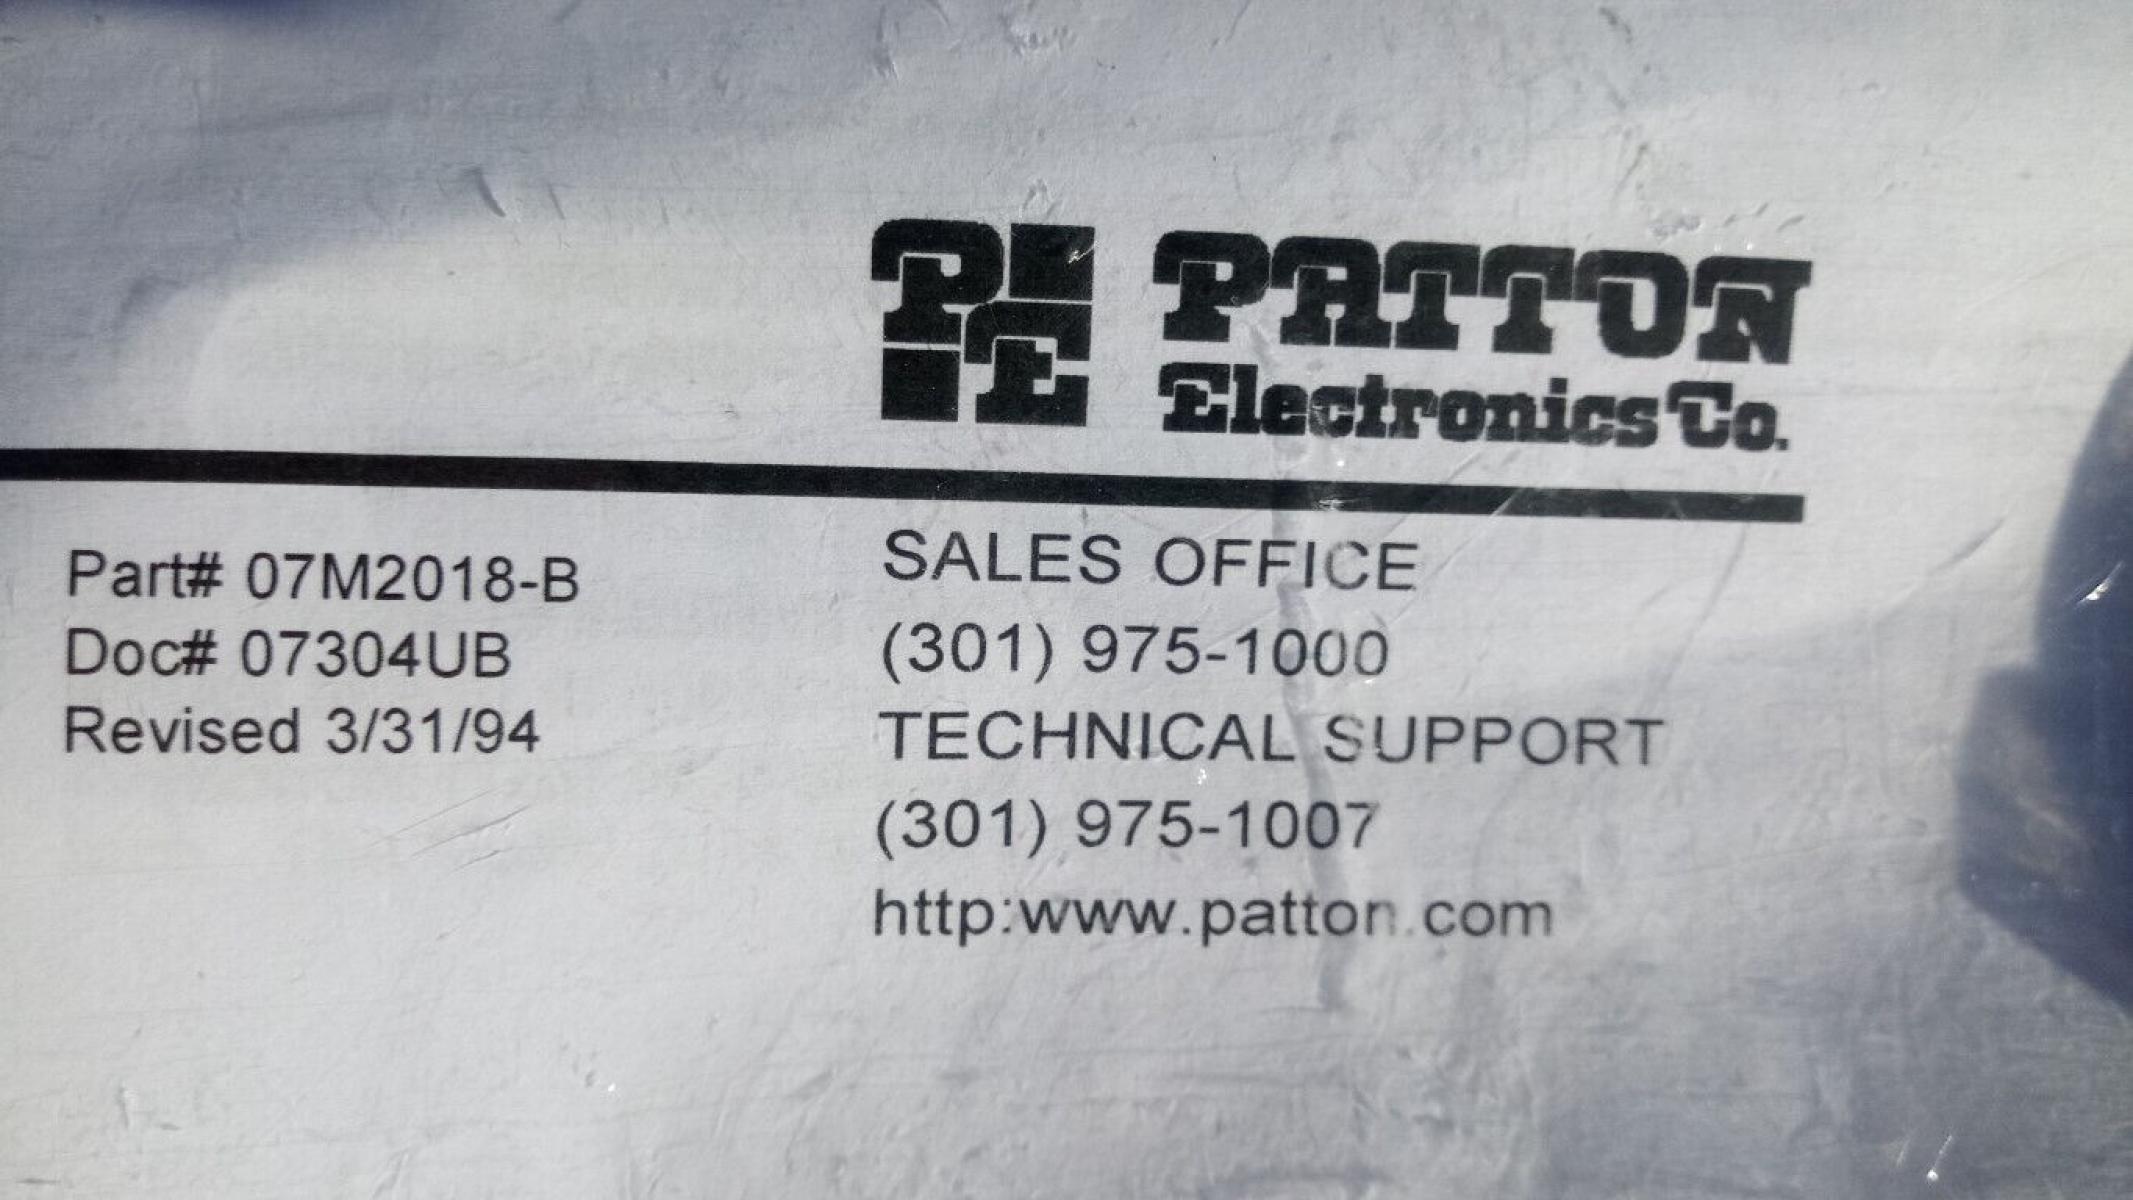 PE PATTON
Electronics Co.
Part# 07M2018-B
Doc# 07304UB
Revised 3/31/94
SALES OFFICE
(301) 975-1000
TECHNICAL SUPPORT
(301) 975-1007
http:www.patton.com